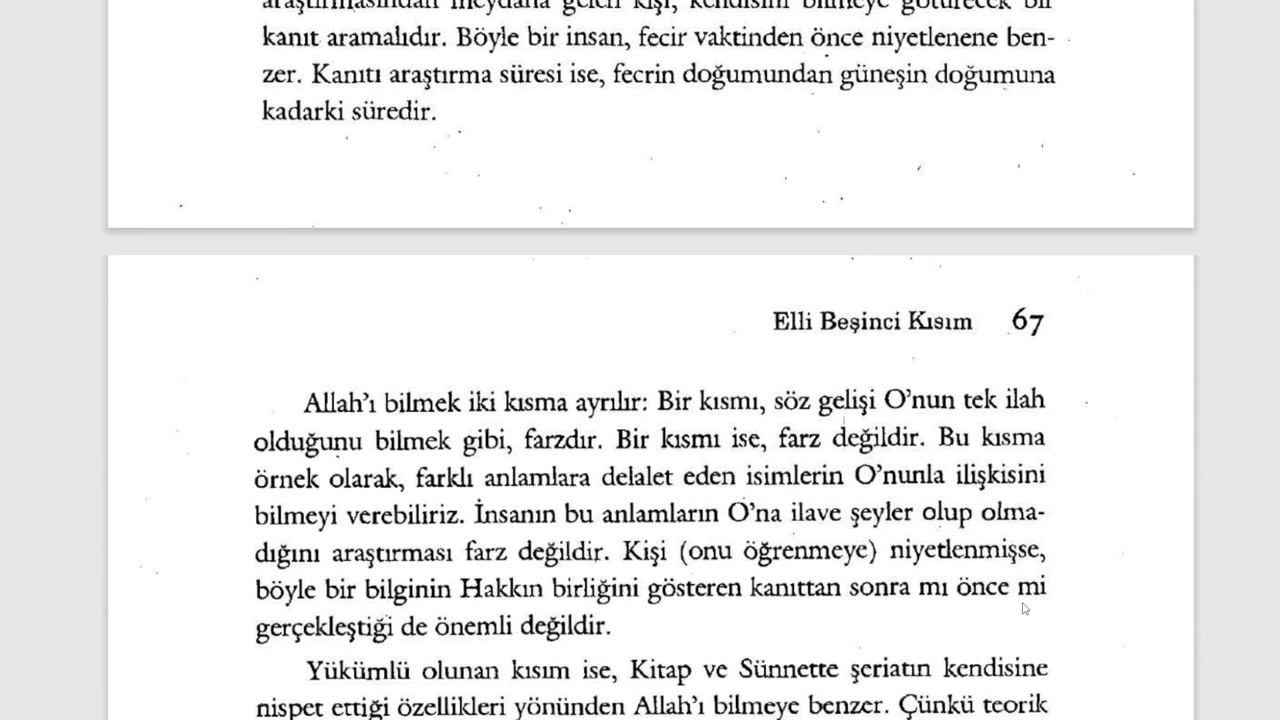 araştırmasından meydana gelen kişi, kendisini bilmeye götürecek bir
kanıt aramalıdır. Böyle bir insan, fecir vaktinden önce niyetlenene ben-
zer. Kanıtı araştırma süresi ise, fecrin doğumundan güneşin doğumuna
kadarki süredir.
Elli Beşinci Kısım 67
Allah'ı bilmek iki kısma ayrılır: Bir kısmı, söz gelişi O'nun tek ilah
olduğunu bilmek gibi, farzdır. Bir kısmı ise, farz değildir. Bu kısma
örnek olarak, farklı anlamlara delalet eden isimlerin O'nunla ilişkisini
bilmeyi verebiliriz. İnsanın bu anlamların O'na ilave şeyler olup olma-
dığını araştırması farz değildir. Kişi (onu öğrenmeye) niyetlenmişse,
böyle bir bilginin Hakkın birliğini gösteren kanıttan sonra mı önce mi
gerçekleştiği de önemli değildir.
Yükümlü olunan kısım ise, Kitap ve Sünnette şeriatın kendisine
nispet ettiği özellikleri yönünden Allah'ı bilmeye benzer. Çünkü teorik